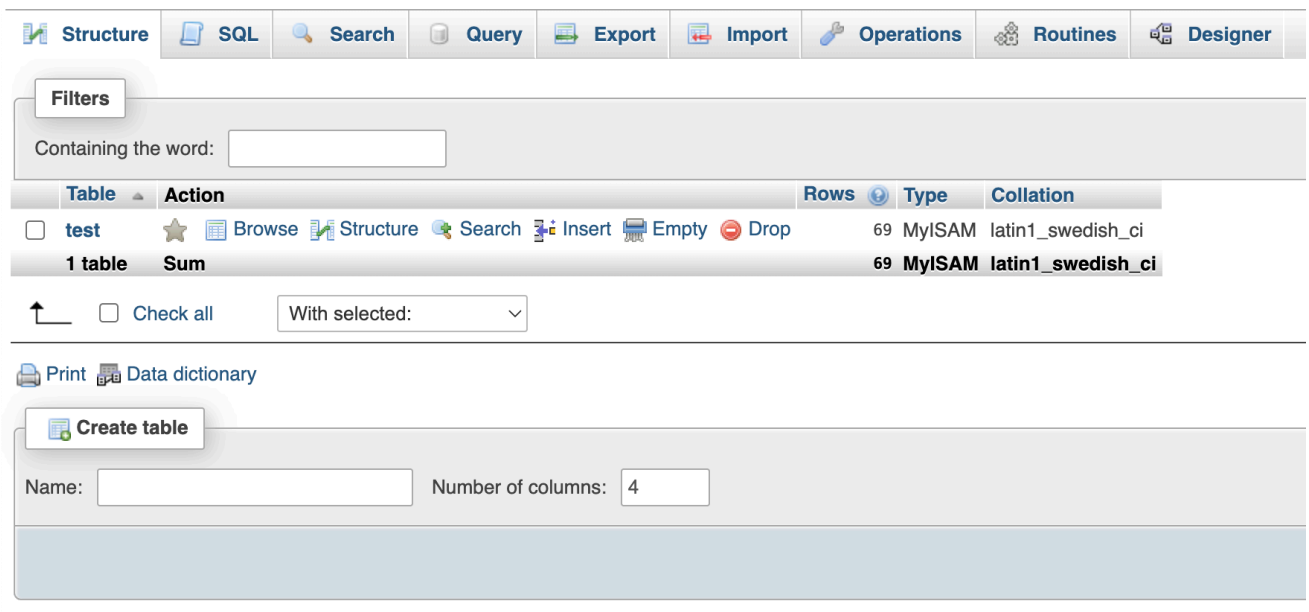 Structure SQL Search Query Export Import Operations Routines Designer
Filters
Containing the word:
Table Action Rows Type Collation
test Browse Structure Search Insert Empty Drop 69 MyISAM latin1_swedish_ci
1 table Sum 69 MyISAM latin1_swedish_ci
Check all With selected:
Print Data dictionary
Create table
Name: Number of columns: 4